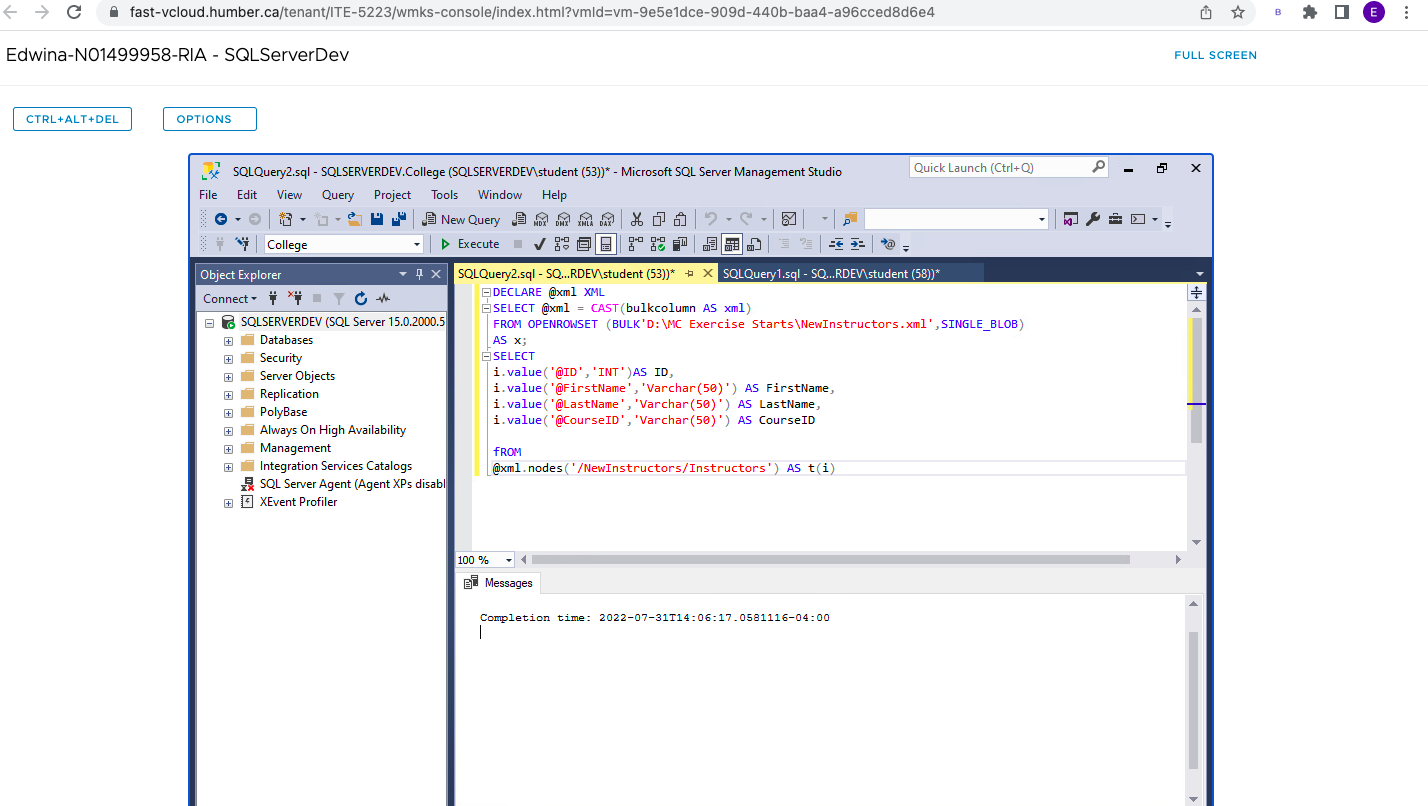 fast-vcloud.humber.ca/tenant/ITE-5223/wmks-console/index.html?vmId=vm-9e5e1dce-909d-440b-baa4-a96cced8d6e4
B
E
Edwina-N01499958-RIA - SQLServerDev
FULL SCREEN
CTRL+ALT+DEL
OPTIONS
SQLQuery2.sql - SQLSERVERDEV.College (SQLSERVERDEV\student (53))* - Microsoft SQL Server Management Studio
Quick Launch (Ctrl+Q)
File Edit View Query Project Tools Window Help
New Query
MDX DMX XMLA DAX
College
Execute
Object Explorer
SQLQuery2.sql - SQ...RDEV\student (53))*
SQLQuery1.sql - SQ...RDEV\student (58))*
Connect
SQLSERVERDEV (SQL Server 15.0.2000.5
Databases
Security
Server Objects
Replication
PolyBase
Always On High Availability
Management
Integration Services Catalogs
SQL Server Agent (Agent XPs disabl
XEvent Profiler
DECLARE @xml XML
SELECT @xml = CAST(bulkcolumn AS xml)
FROM OPENROWSET (BULK'D:\MC Exercise Starts\NewInstructors.xml',SINGLE_BLOB)
AS x;
SELECT
i.value('@ID','INT')AS ID,
i.value('@FirstName','Varchar(50)') AS FirstName,
i.value('@LastName','Varchar(50)') AS LastName,
i.value('@CourseID','Varchar(50)') AS CourseID
fROM
@xml.nodes('/NewInstructors/Instructors') AS t(i)
100 %
Messages
Completion time: 2022-07-31T14:06:17.0581116-04:00